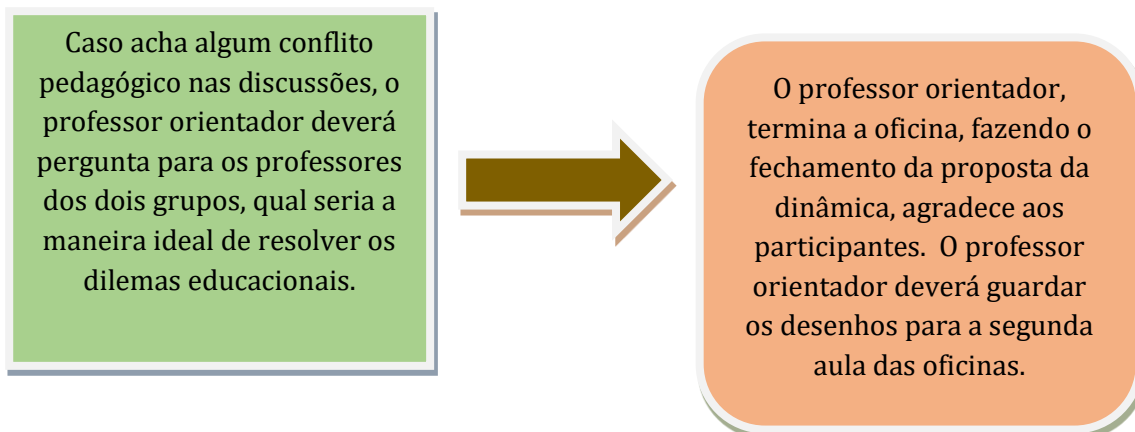 Caso acha algum conflito
pedagógico nas discussões, o
professor orientador deverá
pergunta para os professores
dos dois grupos, qual seria a
maneira ideal de resolver os
dilemas educacionais.
O professor orientador,
termina a oficina, fazendo o
fechamento da proposta da
dinâmica, agradece aos
participantes.  O professor
orientador deverá guardar
os desenhos para a segunda
aula das oficinas.